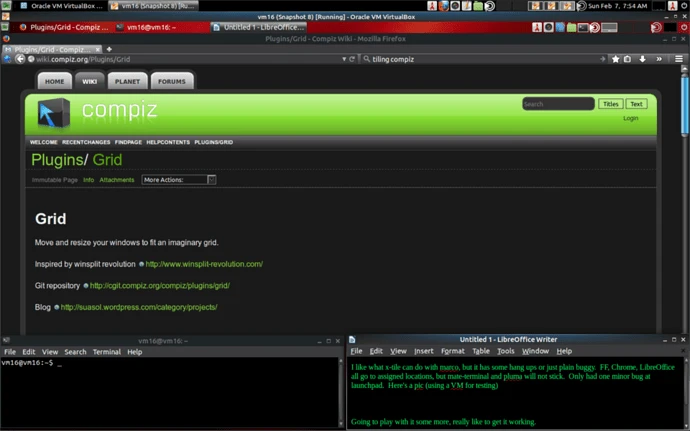 Oracle VM VirtualBox
vm16 (Snapshot 8) [Ru...
Sun Feb 7, 7:54 AM
vm16 (Snapshot 8) [Running] - Oracle VM VirtualBox
Plugins/Grid - Compiz Wi...
vm16@vm16: ~
Untitled 1 - LibreOffice...
Plugins/Grid - Compiz Wiki - Mozilla Firefox
Plugins/Grid - Compiz...
wiki.compiz.org/Plugins/Grid
tiling compiz
HOME
WIKI
PLANET
FORUMS
compiz
Search
Titles
Text
Login
WELCOME RECENTCHANGES FINDPAGE HELPCONTENTS PLUGINS/GRID
Plugins/ Grid
Immutable Page Info Attachments More Actions:
Grid
Move and resize your windows to fit an imaginary grid.
Inspired by winsplit revolution http://www.winsplit-revolution.com/
Git repository http://cgit.compiz.org/compiz/plugins/grid/
Blog http://suasol.wordpress.com/category/projects/
vm16@vm16: ~
File Edit View Search Terminal Help
vm16@vm16:~$ _
Untitled 1 - LibreOffice Writer
File Edit View Insert Format Table Tools Window Help
I like what x-tile can do with marco, but it has some hang ups or just plain buggy. FF, Chrome, LibreOffice
all go to assigned locations, but mate-terminal and pluma will not stick. Only had one minor bug at
launchpad. Here's a pic (using a VM for testing)
Going to play with it some more, really like to get it working.